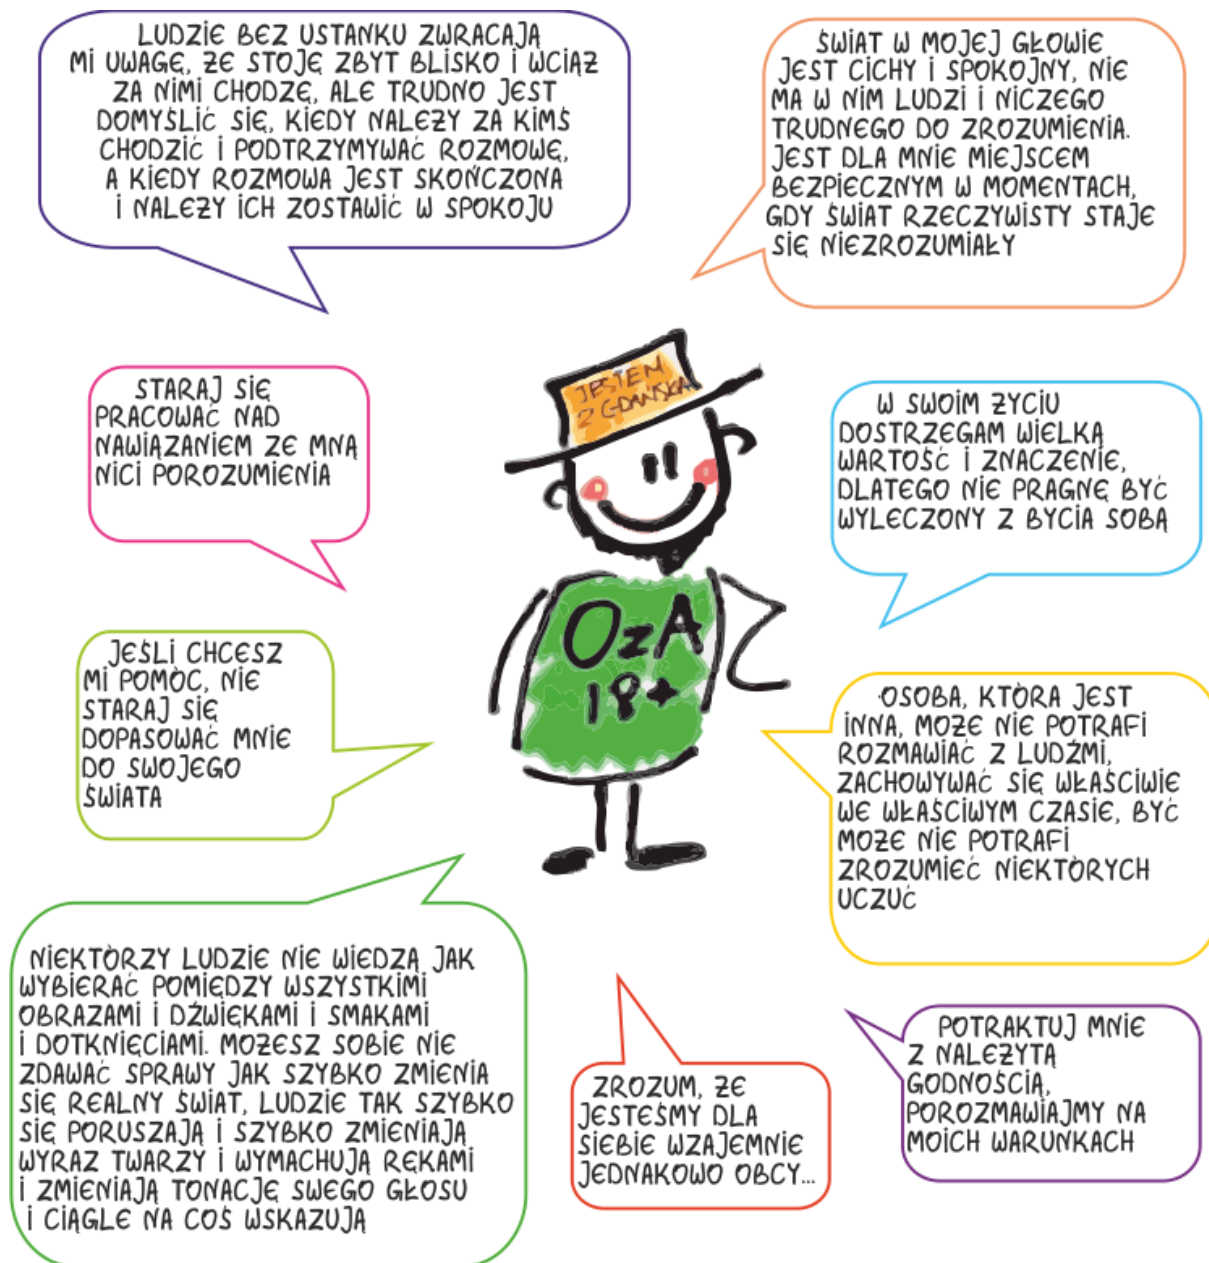 LUDZIE BEZ USTANKU ZWRACAJĄ
MI UWAGĘ, ŻE STOJĘ ZBYT BLISKO I WCIĄŻ
ZA NIMI CHODZĘ, ALE TRUDNO JEST
DOMYŚLIĆ SIĘ, KIEDY NALEŻY ZA KIMŚ
CHODZIĆ I PODTRZYMYWAĆ ROZMOWĘ,
A KIEDY ROZMOWA JEST SKOŃCZONA
I NALEŻY ICH ZOSTAWIĆ W SPOKOJU
ŚWIAT W MOJEJ GŁOWIE
JEST CICHY I SPOKOJNY, NIE
MA W NIM LUDZI I NICZEGO
TRUDNEGO DO ZROZUMIENIA.
JEST DLA MNIE MIEJSCEM
BEZPIECZNYM W MOMENTACH,
GDY ŚWIAT RZECZYWISTY STAJE
SIĘ NIEZROZUMIAŁY
STARAJ SIĘ
PRACOWAĆ NAD
NAWIĄZANIEM ZE MNĄ
NICI POROZUMIENIA
JESTEM
Z GDAŃSKA
W SWOIM ŻYCIU
DOSTRZEGAM WIELKĄ
WARTOŚĆ I ZNACZENIE,
DLATEGO NIE PRAGNĘ BYĆ
WYLECZONY Z BYCIA SOBĄ
OzA
18+
JEŚLI CHCESZ
MI POMÓC, NIE
STARAJ SIĘ
DOPASOWAĆ MNIE
DO SWOJEGO
ŚWIATA
OSOBA, KTÓRA JEST
INNA, MOŻE NIE POTRAFI
ROZMAWIAĆ Z LUDŹMI,
ZACHOWYWAĆ SIĘ WŁAŚCIWIE
WE WŁAŚCIWYM CZASIE, BYĆ
MOŻE NIE POTRAFI
ZROZUMIEĆ NIEKTÓRYCH
UCZUĆ
NIEKTÓRZY LUDZIE NIE WIEDZĄ JAK
WYBIERAĆ POMIĘDZY WSZYSTKIMI
OBRAZAMI I DŹWIĘKAMI I SMAKAMI
I DOTKNIĘCIAMI. MOŻESZ SOBIE NIE
ZDAWAĆ SPRAWY JAK SZYBKO ZMIENIA
SIĘ REALNY ŚWIAT, LUDZIE TAK SZYBKO
SIĘ PORUSZAJĄ I SZYBKO ZMIENIAJĄ
WYRAZ TWARZY I WYMACHUJĄ RĘKAMI
I ZMIENIAJĄ TONACJĘ SWEGO GŁOSU
I CIĄGLE NA COŚ WSKAZUJĄ
ZROZUM, ŻE
JESTEŚMY DLA
SIEBIE WZAJEMNIE
JEDNAKOWO OBCY...
POTRAKTUJ MNIE
Z NALEŻYTĄ
GODNOŚCIĄ,
POROZMAWIAJMY NA
MOICH WARUNKACH